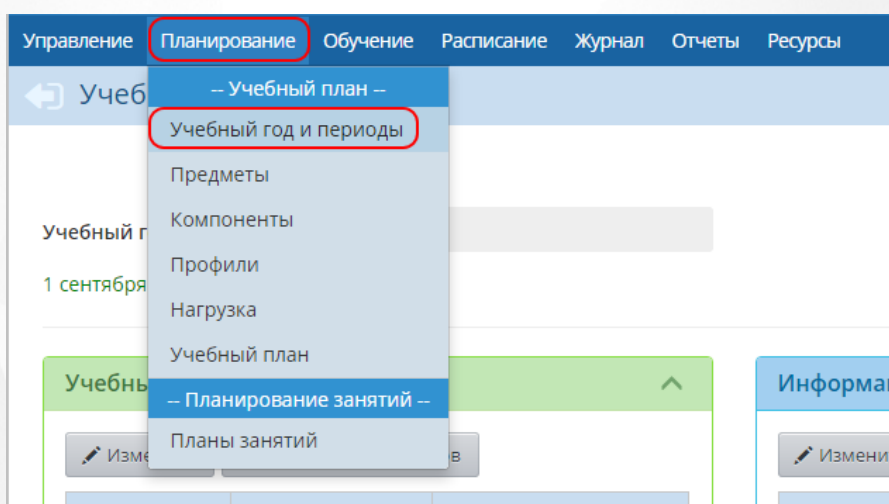 Управление Планирование Обучение Расписание Журнал Отчеты Ресурсы
Учеб
-- Учебный план --
Учебный год и периоды
Предметы
Компоненты
Учебный г
Профили
1 сентября
Нагрузка
Учебный план
Учебны
Информа
-- Планирование занятий --
Планы занятий
Изме
в
Измени